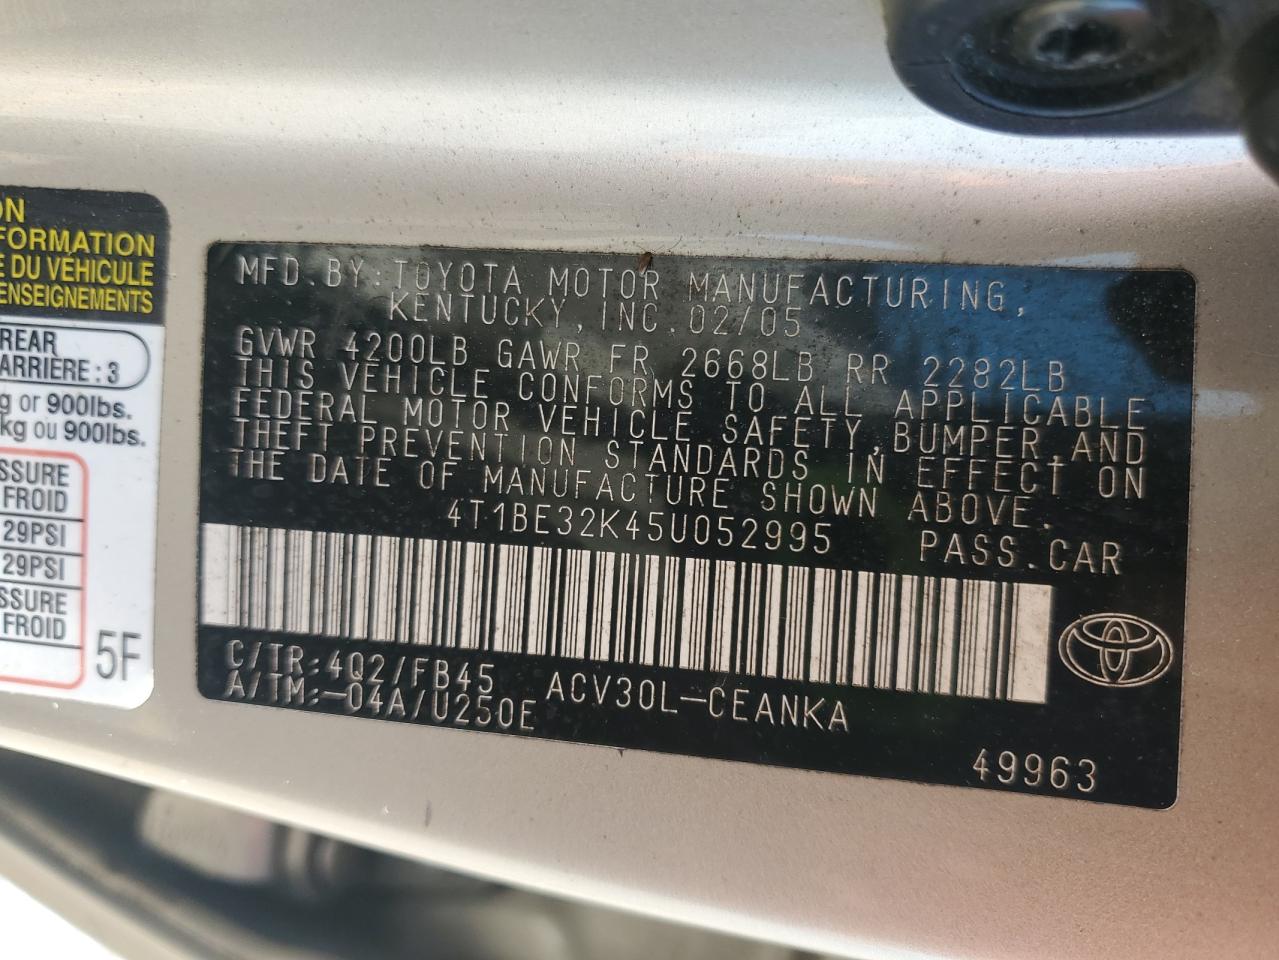 ON
FORMATION
E DU VÉHICULE
ENSEIGNEMENTS
REAR
ARRIÈRE : 3
g or 900lbs.
kg ou 900lbs.
SSURE
FROID
29PSI
29PSI
SSURE
FROID
5F
MFD.BY:TOYOTA MOTOR MANUFACTURING,
KENTUCKY,INC.02/05
GVWR 4200LB GAWR FR 2668LB RR 2282LB
THIS VEHICLE CONFORMS TO ALL APPLICABLE
FEDERAL MOTOR VEHICLE SAFETY,BUMPER,AND
THEFT PREVENTION STANDARDS IN EFFECT ON
THE DATE OF MANUFACTURE SHOWN ABOVE.
4T1BE32K45U052995 PASS.CAR
C/TR:4Q2/FB45 ACV30L-CEANKA
A/TM:-04A/U250E
49963